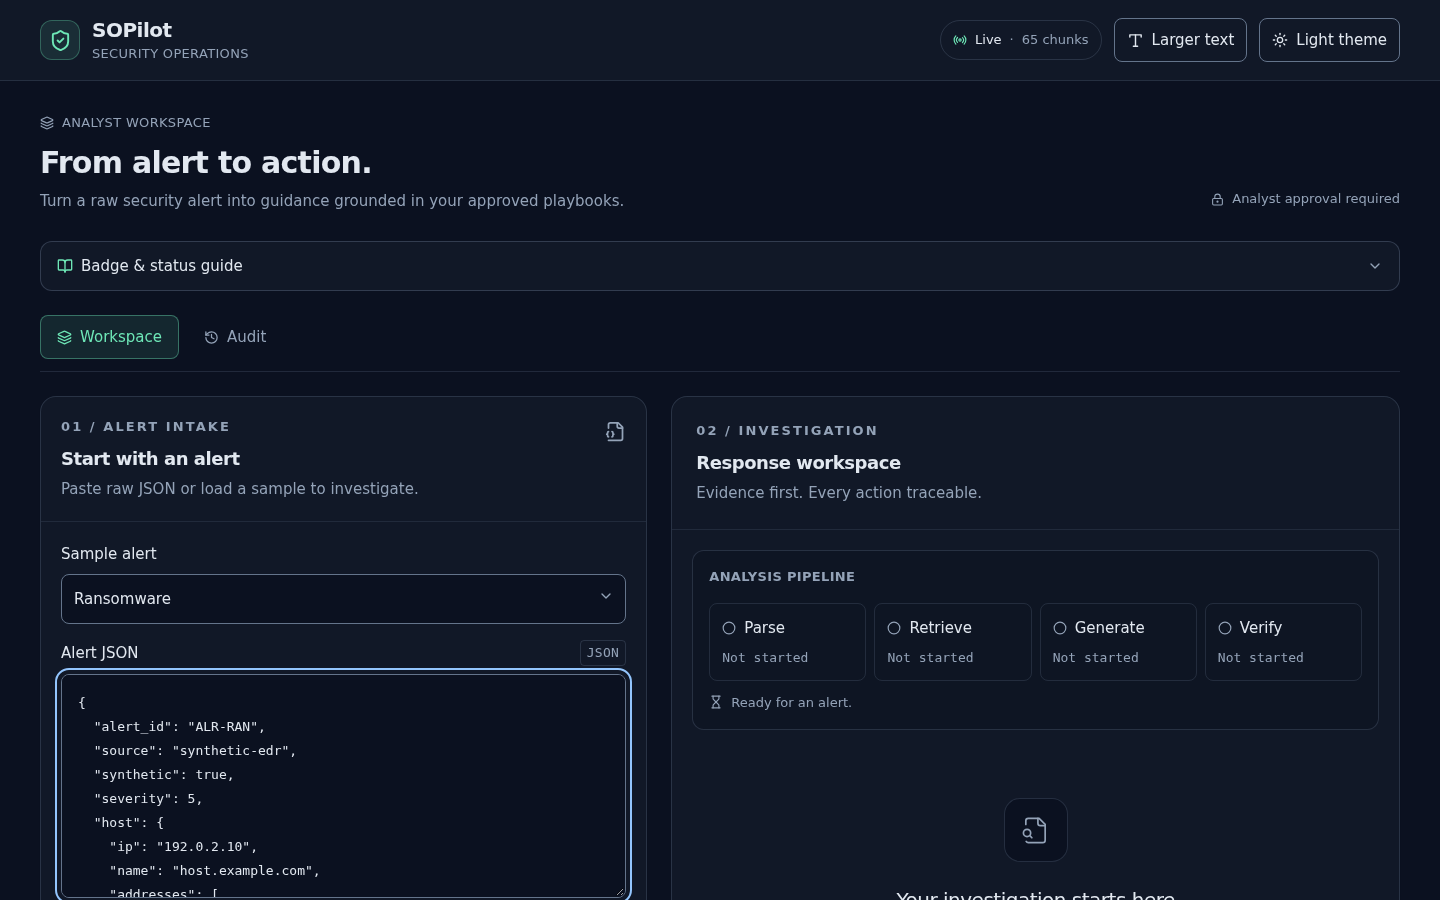 SOPilot
SECURITY OPERATIONS
Live · 65 chunks
Larger text
Light theme
ANALYST WORKSPACE
From alert to action.
Turn a raw security alert into guidance grounded in your approved playbooks.
Analyst approval required
Badge & status guide
Workspace
Audit
01 / ALERT INTAKE
Start with an alert
Paste raw JSON or load a sample to investigate.
Sample alert
Ransomware
Alert JSON
JSON
{
"alert_id": "ALR-RAN",
"source": "synthetic-edr",
"synthetic": true,
"severity": 5,
"host": {
"ip": "192.0.2.10",
"name": "host.example.com",
"addresses": [
02 / INVESTIGATION
Response workspace
Evidence first. Every action traceable.
ANALYSIS PIPELINE
Parse
Not started
Retrieve
Not started
Generate
Not started
Verify
Not started
Ready for an alert.
Your investigation starts here